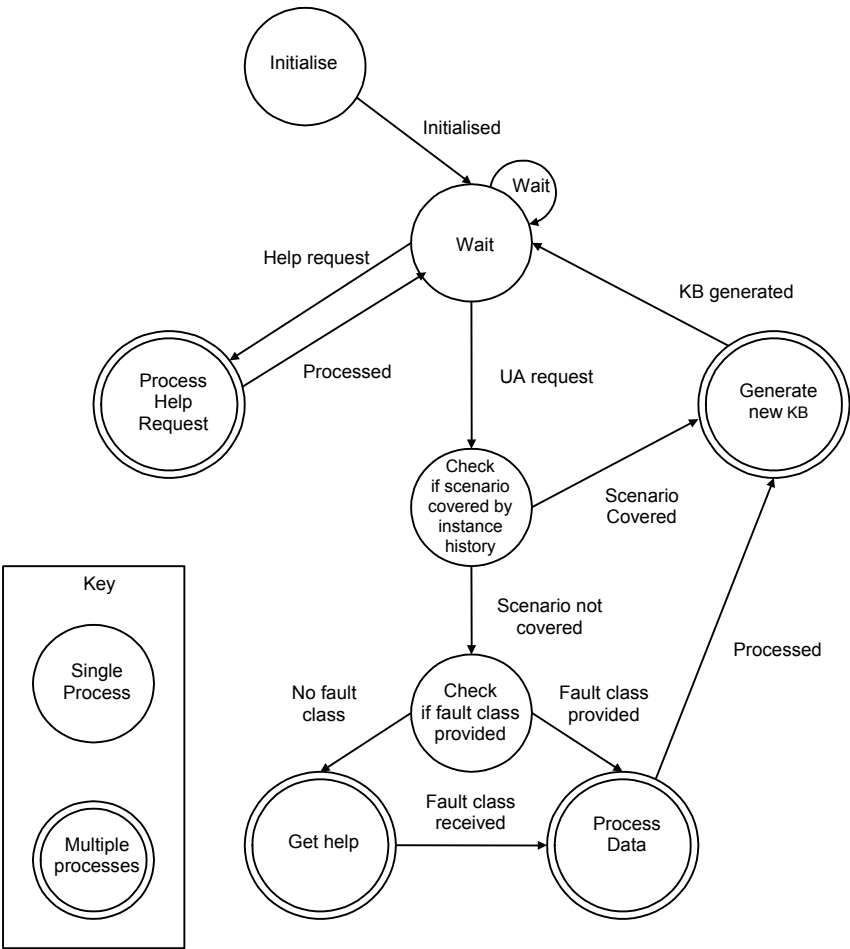 Initialise
Initialised
Wait
Wait
Help request
KB generated
Processed
UA request
Process
Help
Request
Generate
new KB
Check
if scenario
covered by
instance
history
Scenario
Covered
Key
Scenario not
covered
Single
Process
Processed
No fault
class
Check
if fault class
provided
Fault class
provided
Multiple
processes
Get help
Fault class
received
Process
Data